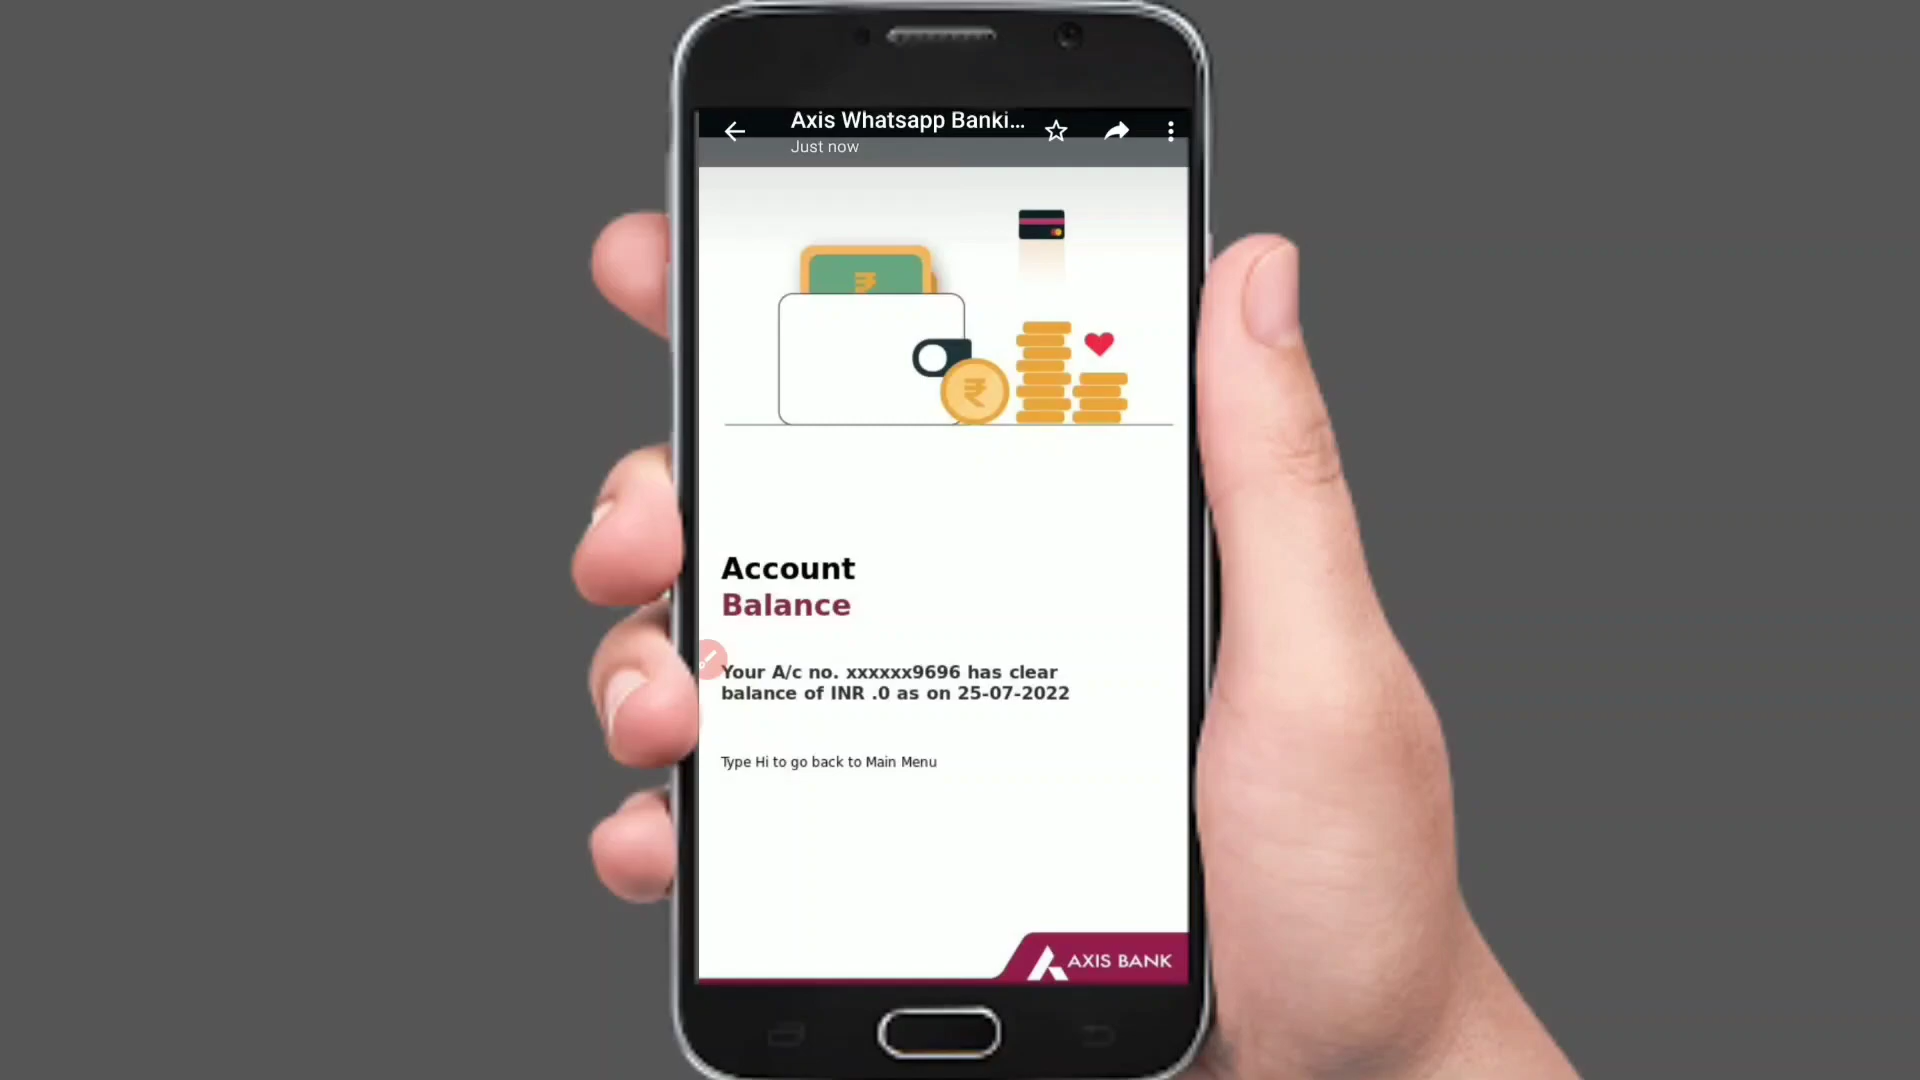 Axis Whatsapp Banki...
Just now
₹
₹
Account
Balance
Your A/c no. xxxxxx9696 has clear
balance of INR .0 as on 25-07-2022
Type Hi to go back to Main Menu
AXIS BANK